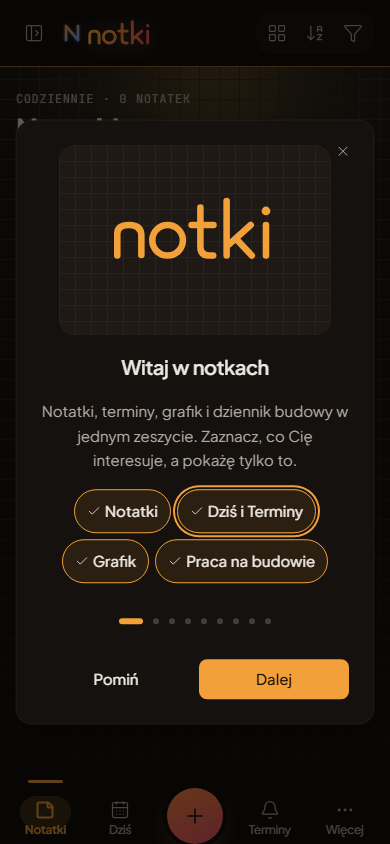 N notki
CODZIENNIE · 0 NOTATEK
notki
Witaj w notkach
Notatki, terminy, grafik i dziennik budowy w
jednym zeszycie. Zaznacz, co Cię
interesuje, a pokażę tylko to.
Notatki
Dziś i Terminy
Grafik
Praca na budowie
Pomiń
Dalej
Notatki
Dziś
Terminy
Więcej